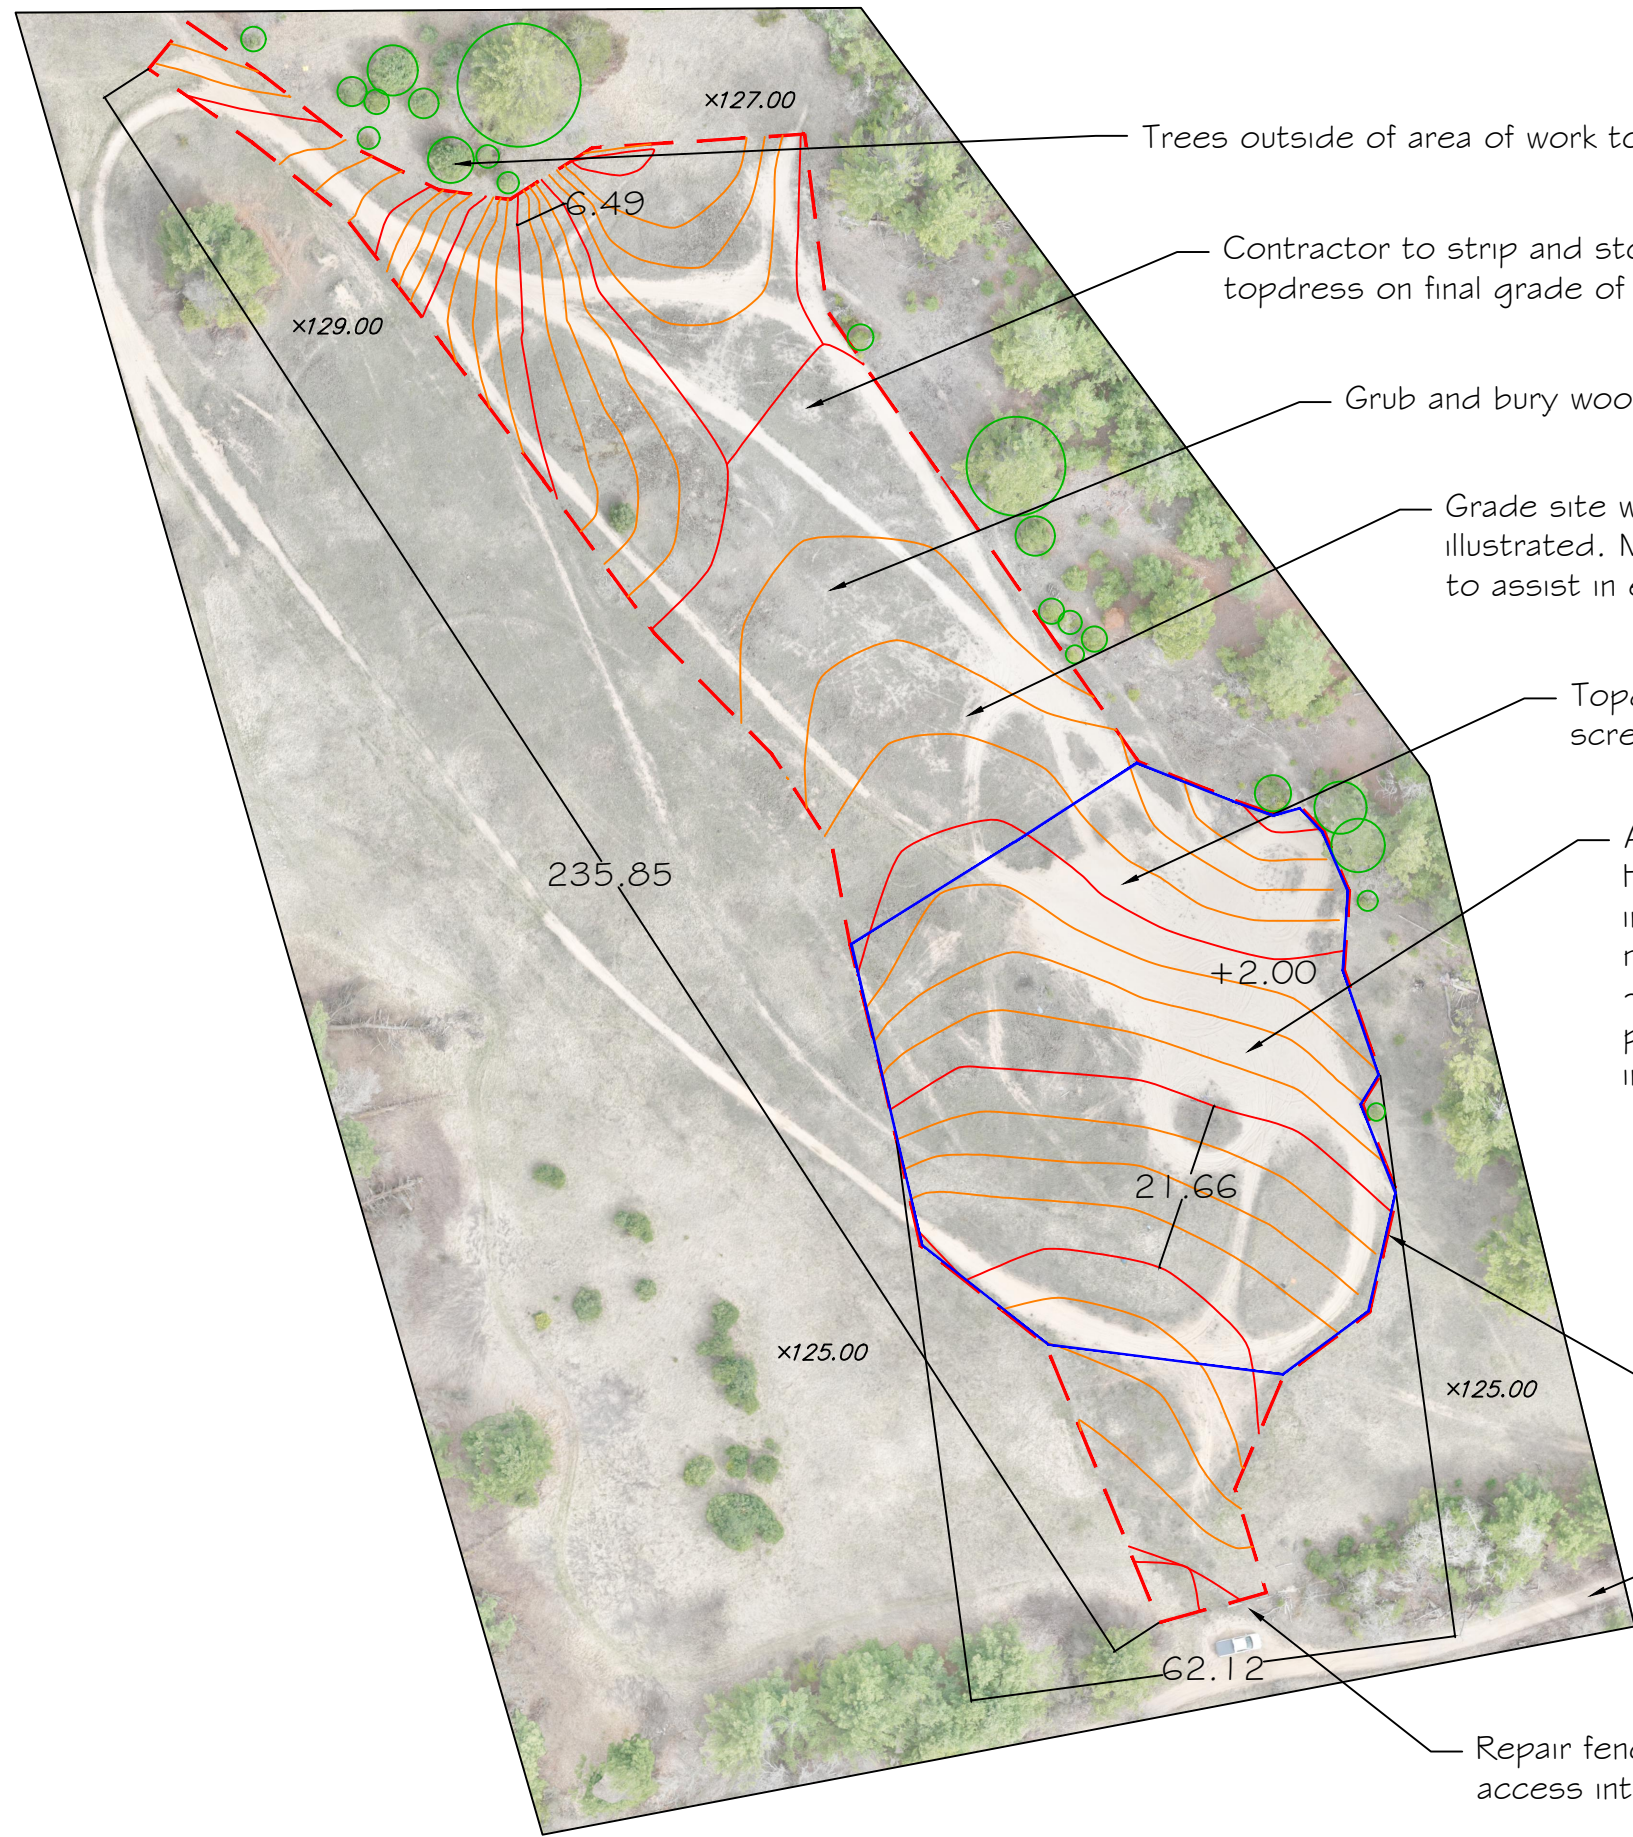 ×127.00
Trees outside of area of work to
6.49
Contractor to strip and sto
topdress on final grade of
×129.00
Grub and bury woo
Grade site w
illustrated. M
to assist in e
Topd
scre
235.85
+2.00
21.66
×125.00
×125.00
62.12
Repair fenc
access int